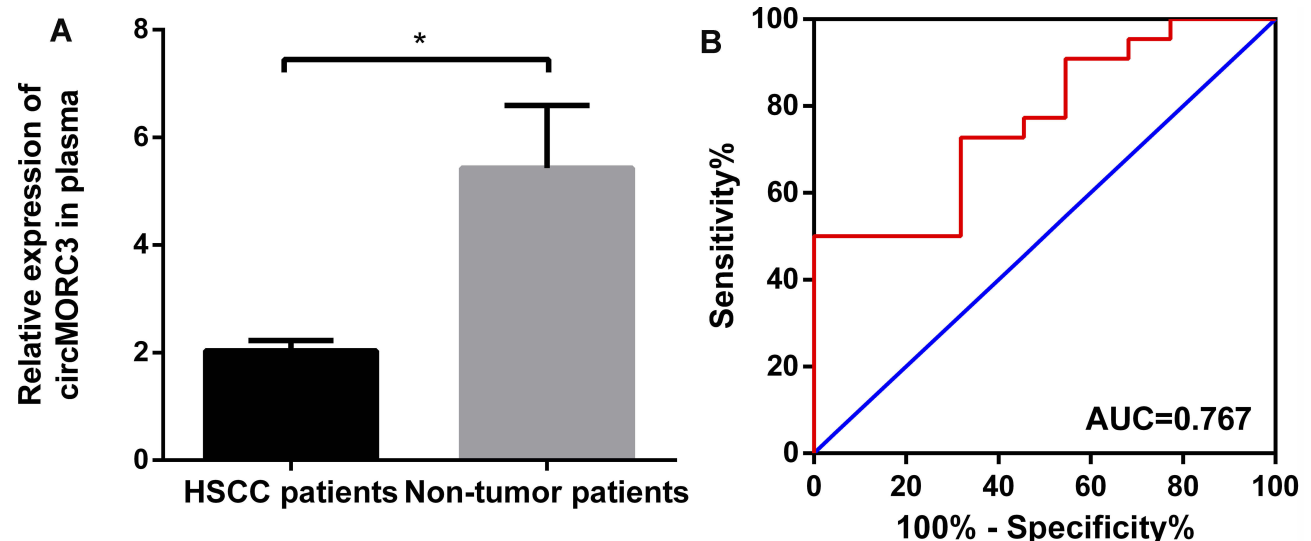 A
Relative expression of
circMORC3 in plasma
8
6
4
2
0
*
HSCC patients Non-tumor patients
B
Sensitivity%
100
80
60
40
20
0
AUC=0.767
0 20 40 60 80 100
100% - Specificity%